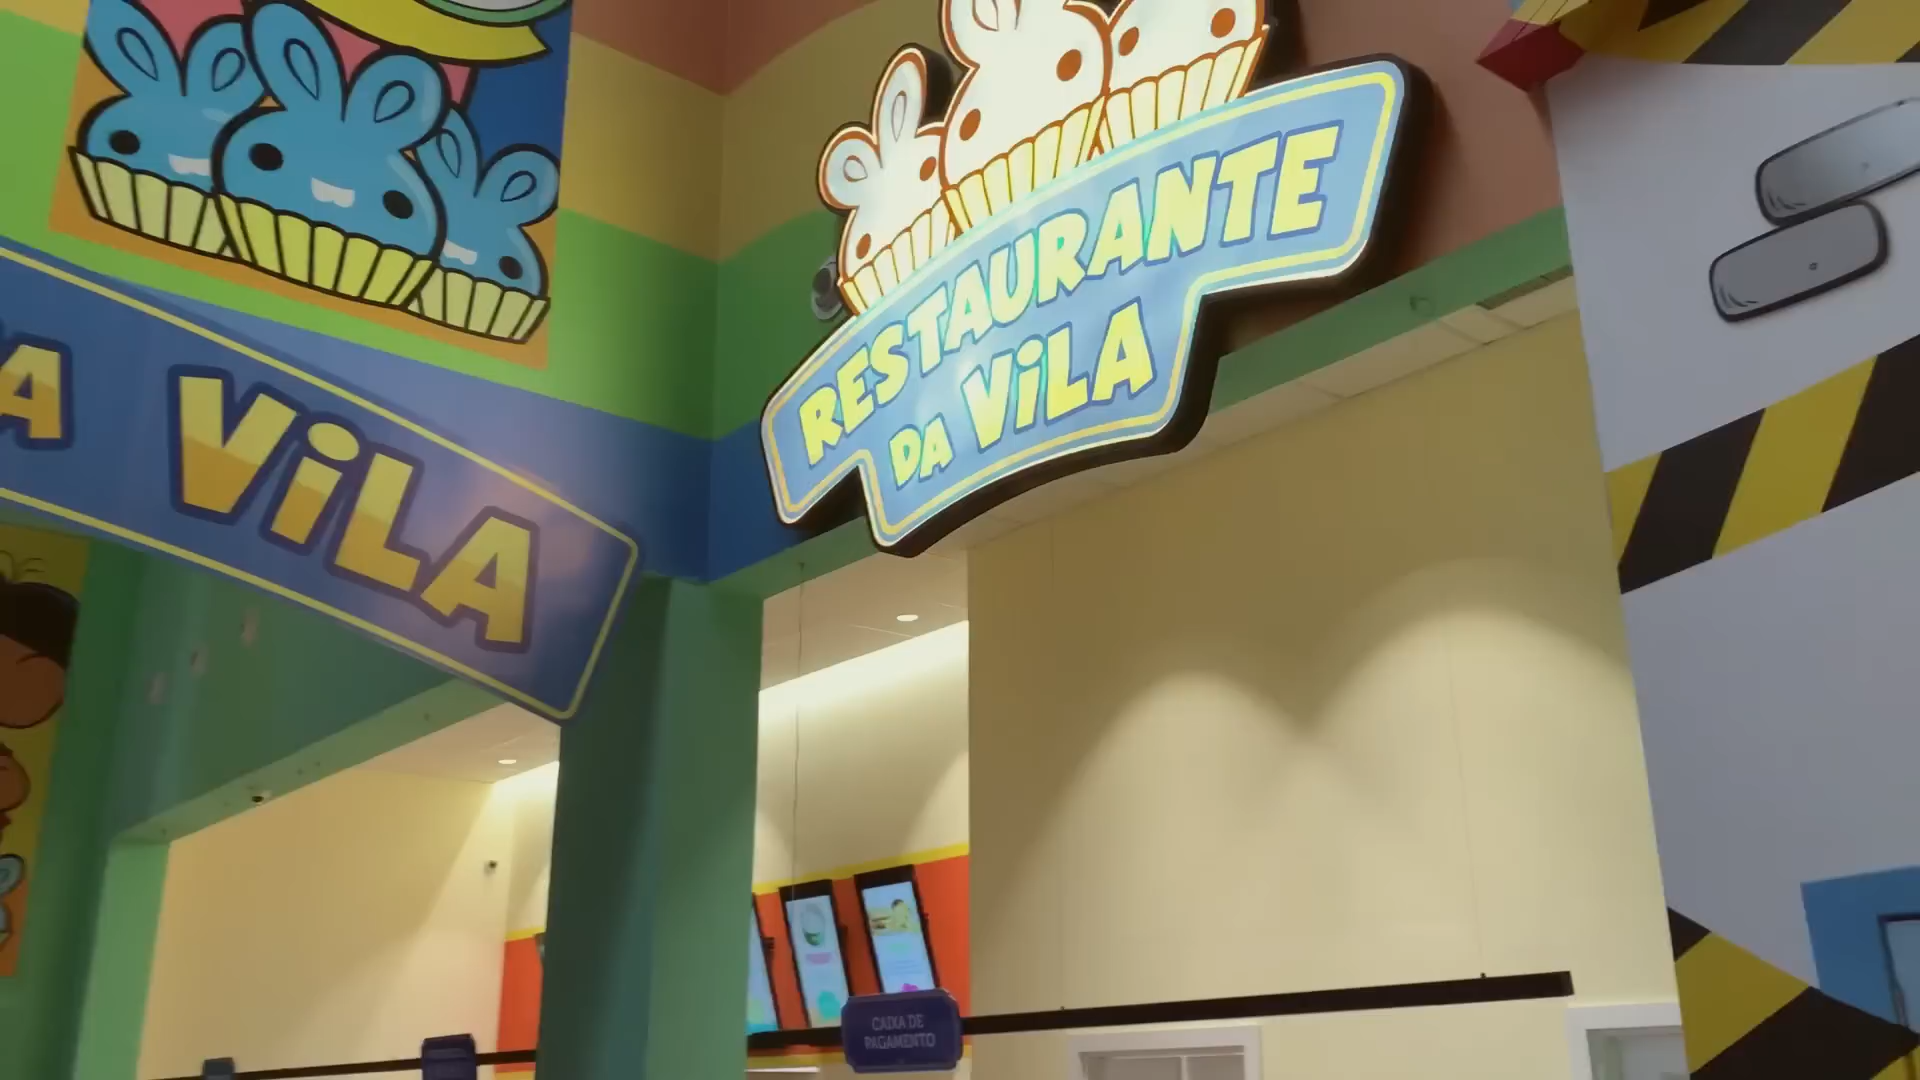 A VILA
RESTAURANTE
DA VILA
CAIXA DE
PAGAMENTO